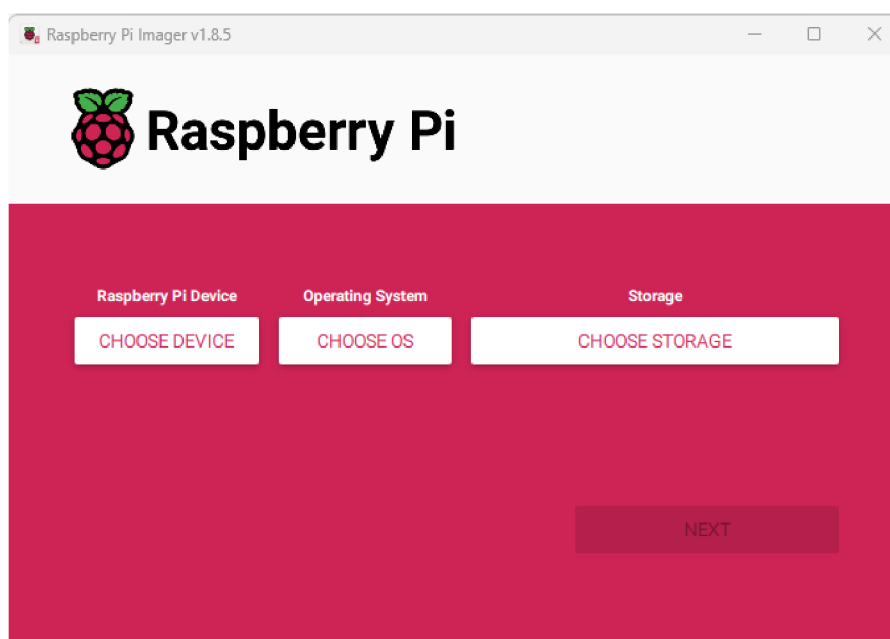 Raspberry Pi Imager v1.8.5
Raspberry Pi
Raspberry Pi Device Operating System Storage
CHOOSE DEVICE CHOOSE OS CHOOSE STORAGE
NEXT